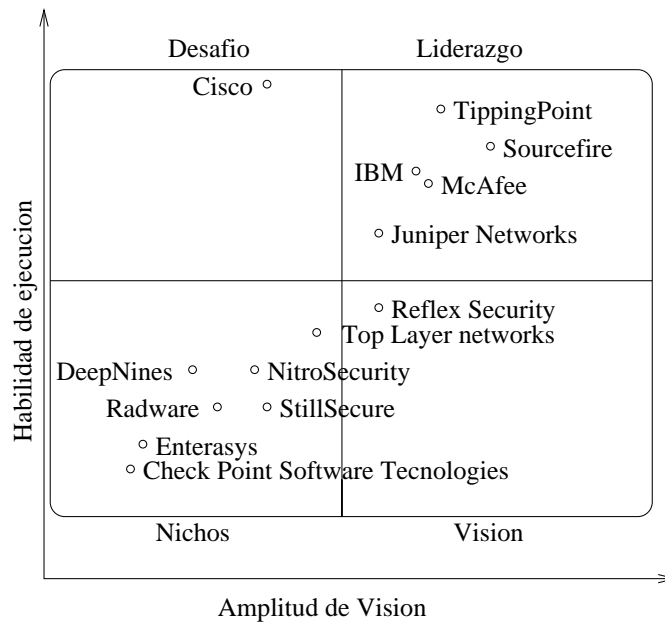 Desafio
Liderazgo
Cisco
TippingPoint
Sourcefire
IBM
McAfee
Juniper Networks
Habilidad de ejecucion
Reflex Security
Top Layer networks
DeepNines
NitroSecurity
Radware
StillSecure
Enterasys
Check Point Software Tecnologies
Nichos
Vision
Amplitud de Vision